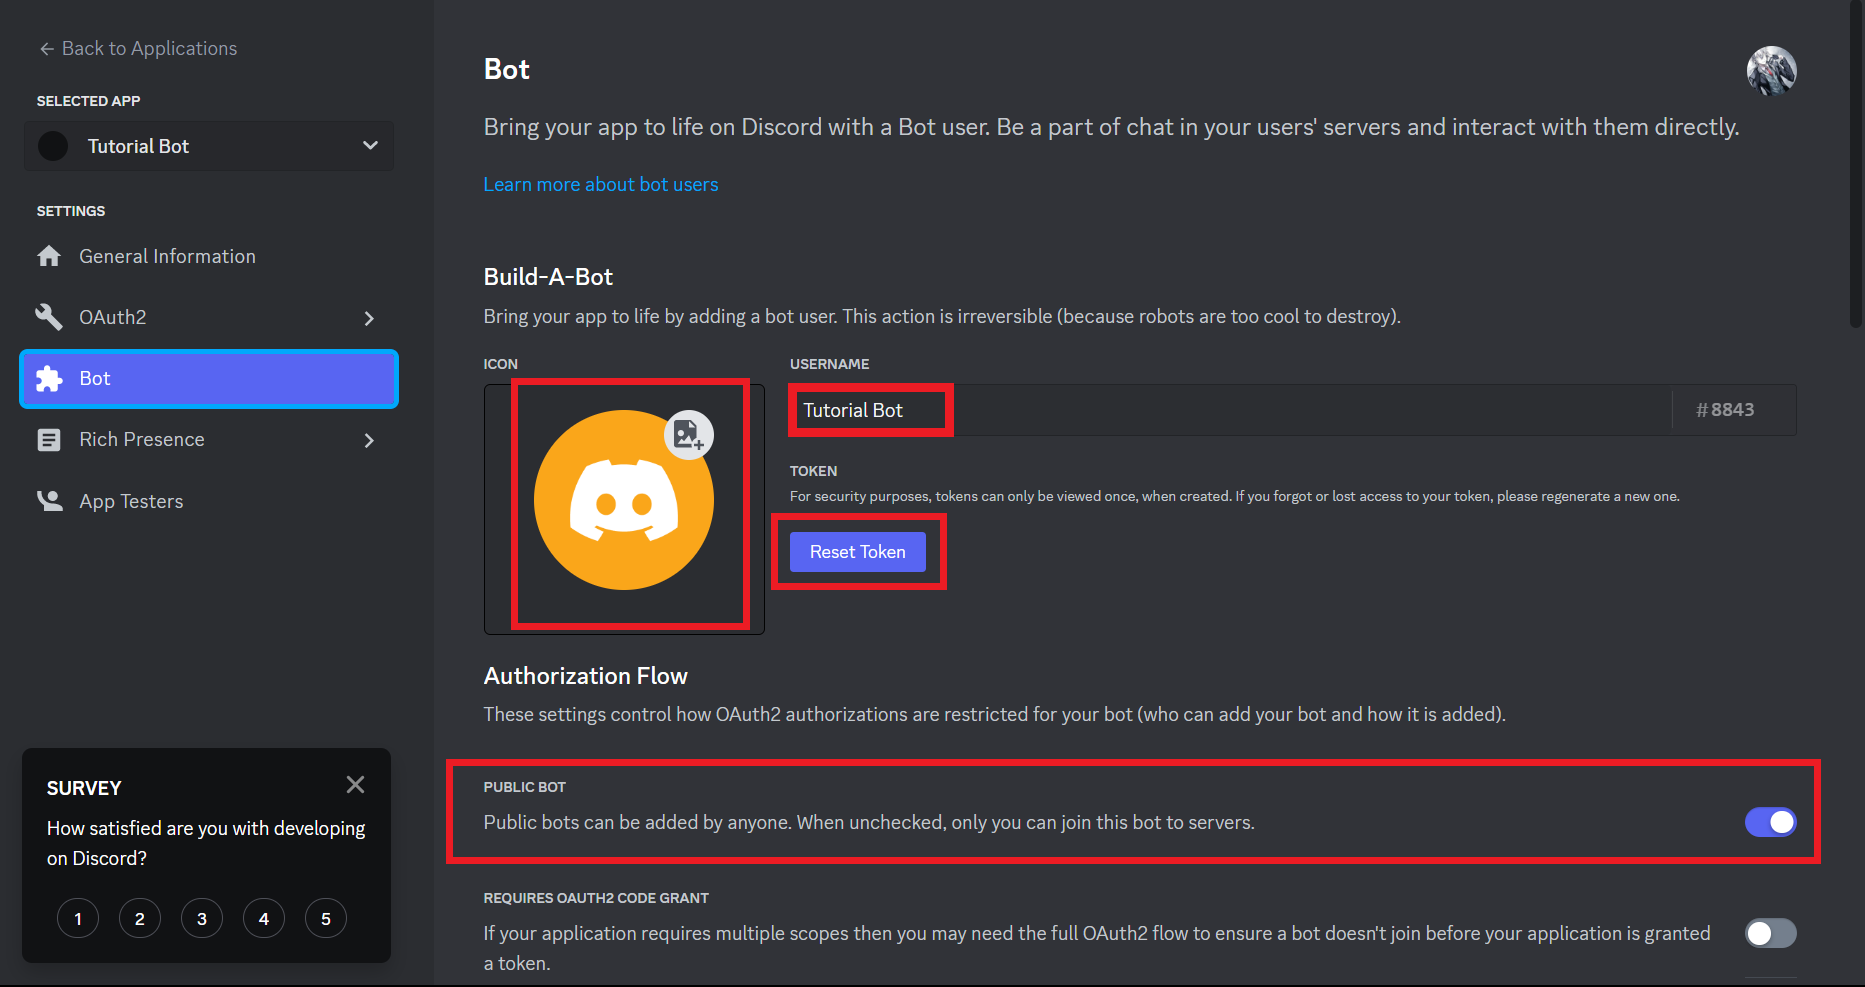 Back to Applications
SELECTED APP
Tutorial Bot
SETTINGS
General Information
OAuth2
Bot
Rich Presence
App Testers
SURVEY
How satisfied are you with developing
on Discord?
1 2 3 4 5
Bot
Bring your app to life on Discord with a Bot user. Be a part of chat in your users' servers and interact with them directly.
Learn more about bot users
Build-A-Bot
Bring your app to life by adding a bot user. This action is irreversible (because robots are too cool to destroy).
ICON
USERNAME
Tutorial Bot #8843
TOKEN
For security purposes, tokens can only be viewed once, when created. If you forgot or lost access to your token, please regenerate a new one.
Reset Token
Authorization Flow
These settings control how OAuth2 authorizations are restricted for your bot (who can add your bot and how it is added).
PUBLIC BOT
Public bots can be added by anyone. When unchecked, only you can join this bot to servers.
REQUIRES OAUTH2 CODE GRANT
If your application requires multiple scopes then you may need the full OAuth2 flow to ensure a bot doesn't join before your application is granted
a token.